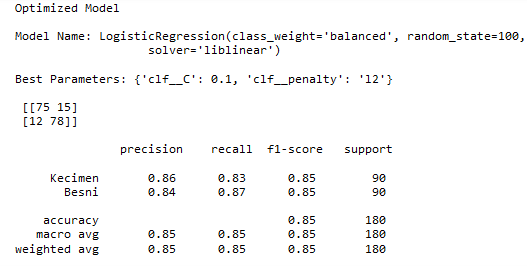 Optimized Model
Model Name: LogisticRegression(class_weight='balanced', random_state=100,
solver='liblinear')
Best Parameters: {'clf__C': 0.1, 'clf__penalty': 'l2'}
[[75 15]
[12 78]]
precision recall f1-score support
Kecimen 0.86 0.83 0.85 90
Besni 0.84 0.87 0.85 90
accuracy 0.85 180
macro avg 0.85 0.85 0.85 180
weighted avg 0.85 0.85 0.85 180